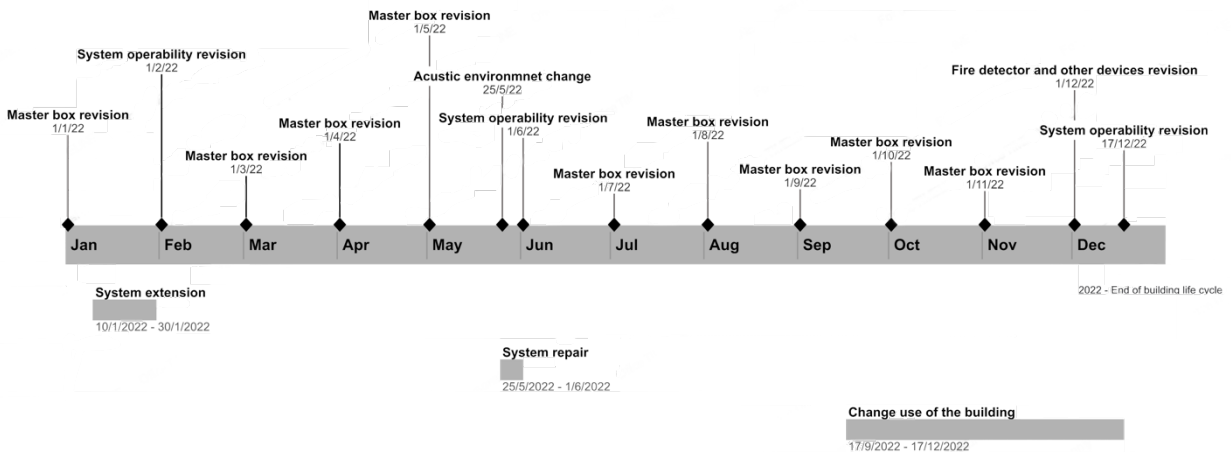 Master box revision
1/5/22
System operability revision
1/2/22
Acustic environmnet change
25/5/22
Fire detector and other devices revision
1/12/22
Master box revision
1/1/22
Master box revision
1/4/22
System operability revision
1/6/22
Master box revision
1/8/22
System operability revision
17/12/22
Master box revision
1/3/22
Master box revision
1/7/22
Master box revision
1/9/22
Master box revision
1/10/22
Master box revision
1/11/22
Jan
Feb
Mar
Apr
May
Jun
Jul
Aug
Sep
Oct
Nov
Dec
2022 - End of building life cycle
System extension
10/1/2022 - 30/1/2022
System repair
25/5/2022 - 1/6/2022
Change use of the building
17/9/2022 - 17/12/2022